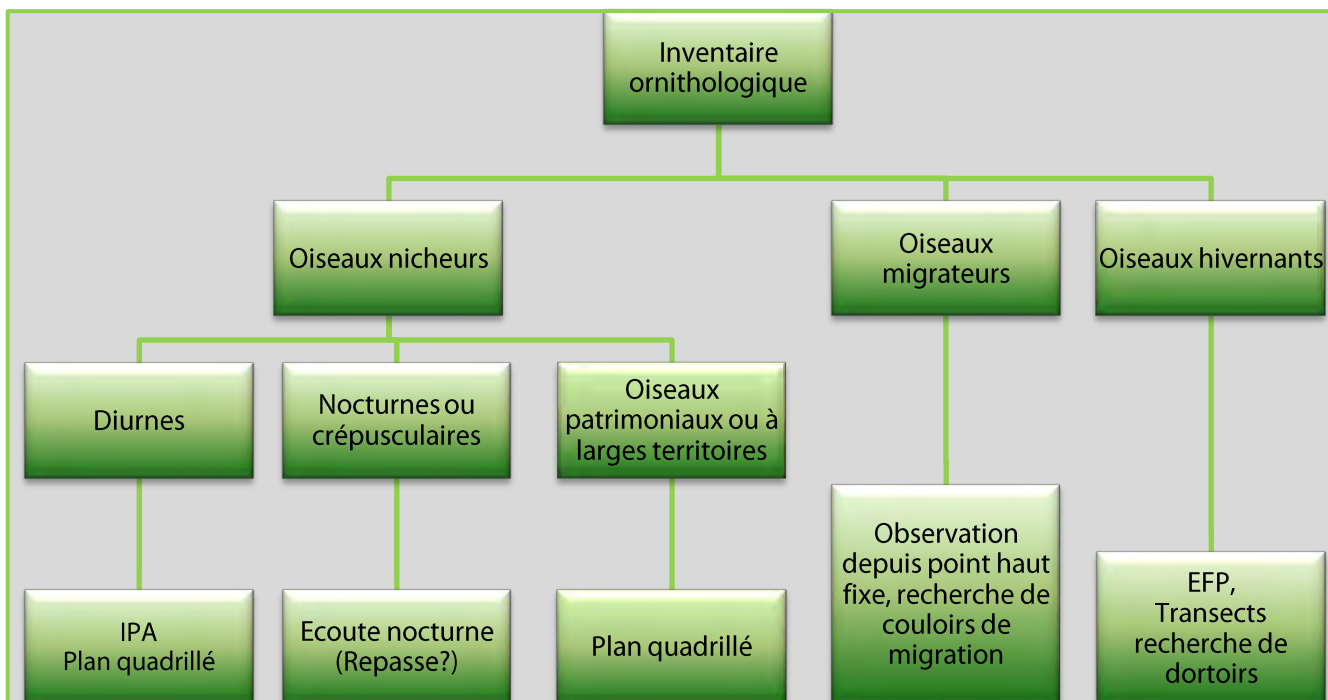 Inventaire
ornithologique
Oiseaux nicheurs
Oiseaux
migrateurs
Oiseaux hivernants
Diurnes
Nocturnes ou
crépusculaires
Oiseaux
patrimoniaux ou à
larges territoires
IPA
Plan quadrillé
Ecoute nocturne
(Repasse?)
Plan quadrillé
Observation
depuis point haut
fixe, recherche de
couloirs de
migration
EFP,
Transects
recherche de
dortoirs